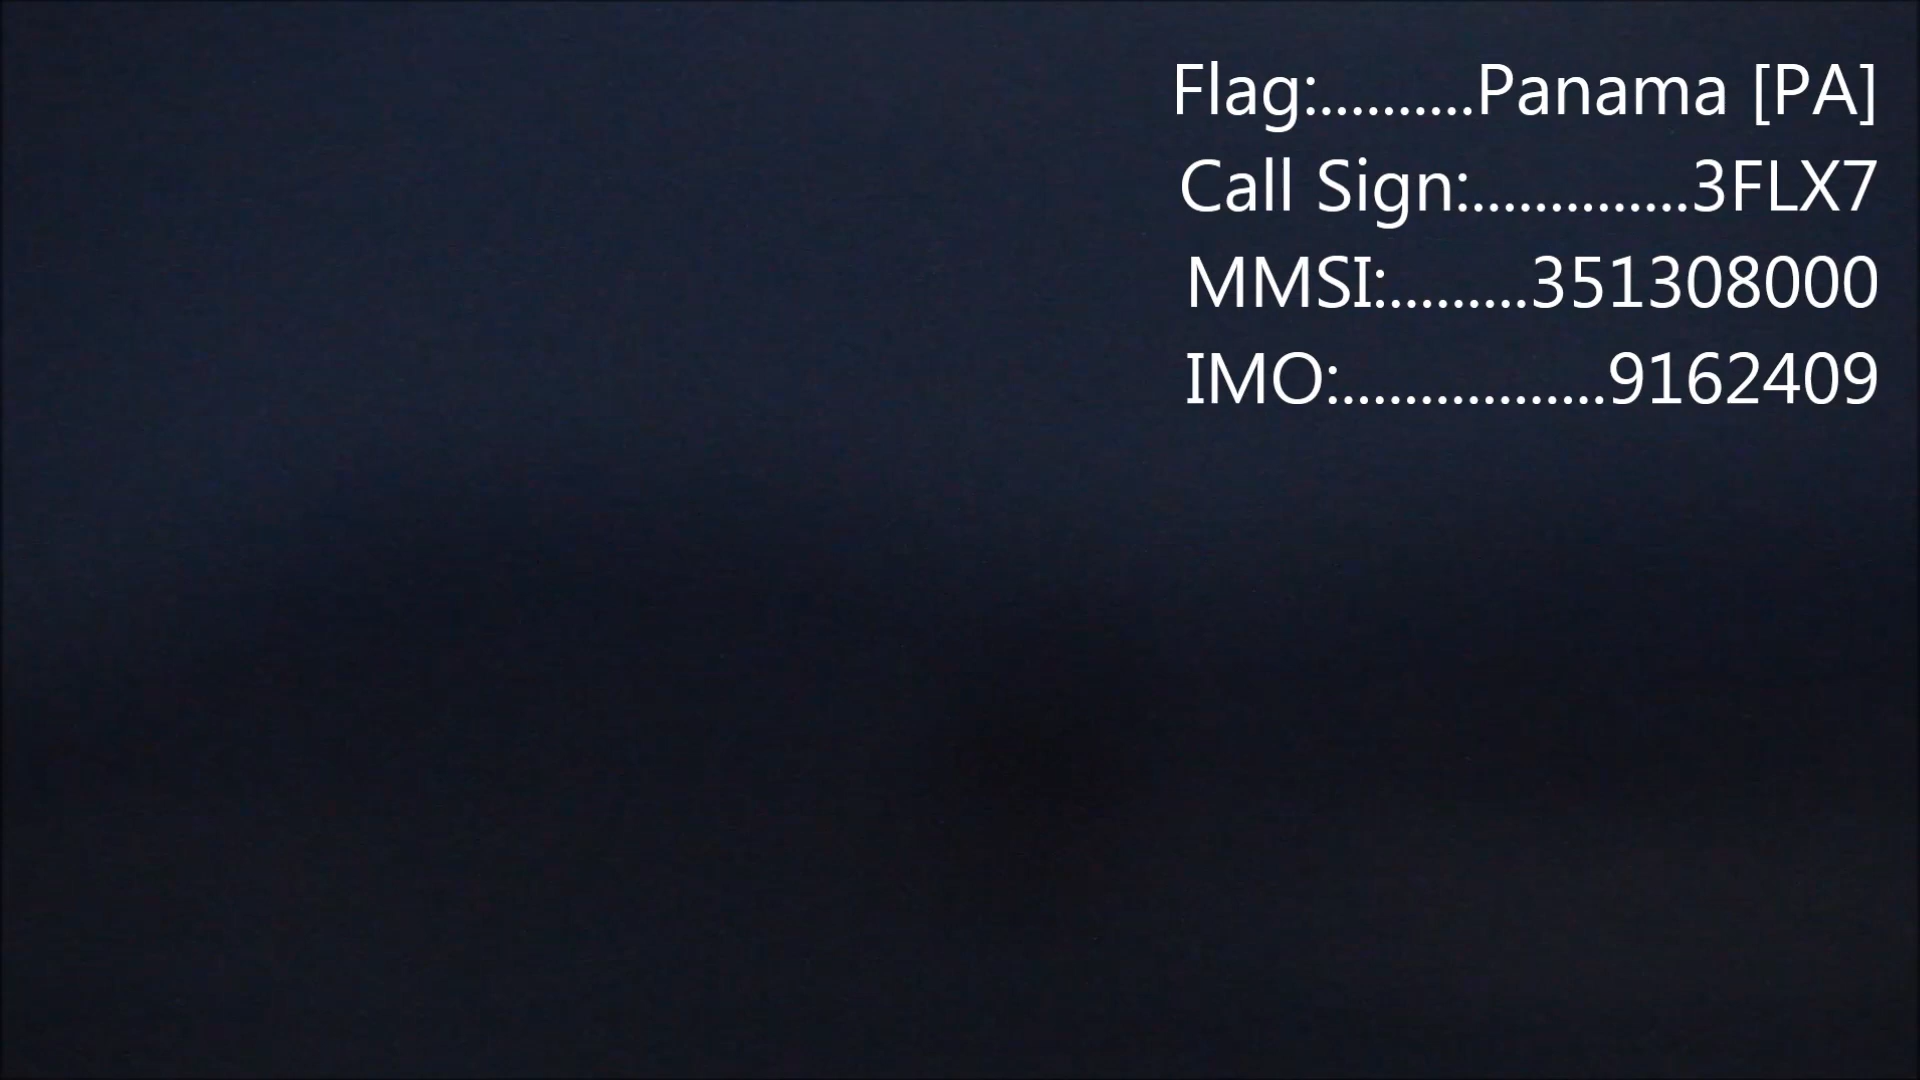 Flag:..........Panama [PA]
Call Sign:..............3FLX7
MMSI:.........351308000
IMO:.................9162409